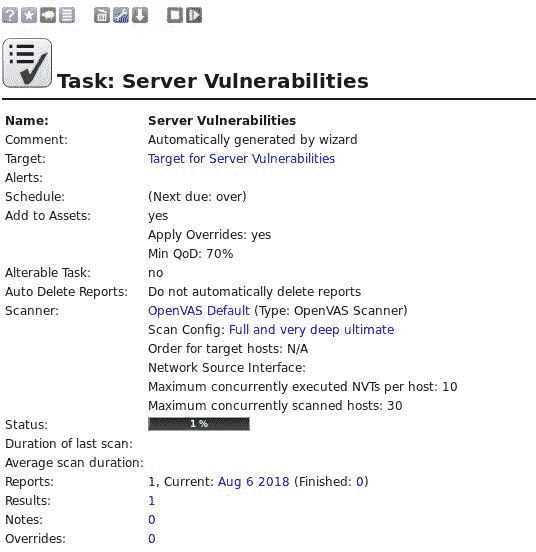 Task: Server Vulnerabilities
Name: Server Vulnerabilities
Comment: Automatically generated by wizard
Target: Target for Server Vulnerabilities
Alerts:
Schedule: (Next due: over)
Add to Assets: yes
Apply Overrides: yes
Min QoD: 70%
Alterable Task: no
Auto Delete Reports: Do not automatically delete reports
Scanner: OpenVAS Default (Type: OpenVAS Scanner)
Scan Config: Full and very deep ultimate
Order for target hosts: N/A
Network Source Interface:
Maximum concurrently executed NVTs per host: 10
Maximum concurrently scanned hosts: 30
Status: 1 %
Duration of last scan:
Average scan duration:
Reports: 1, Current: Aug 6 2018 (Finished: 0)
Results: 1
Notes: 0
Overrides: 0